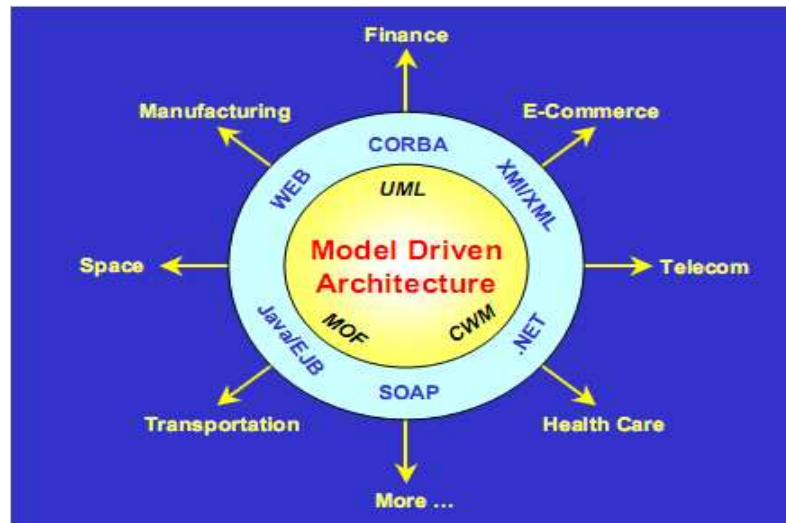 Finance
Manufacturing
E-Commerce
CORBA
WEB
XMI/XML
UML
Model Driven
Architecture
Space
Telecom
MOF
CWM
Java/EJB
.NET
SOAP
Transportation
Health Care
More ...